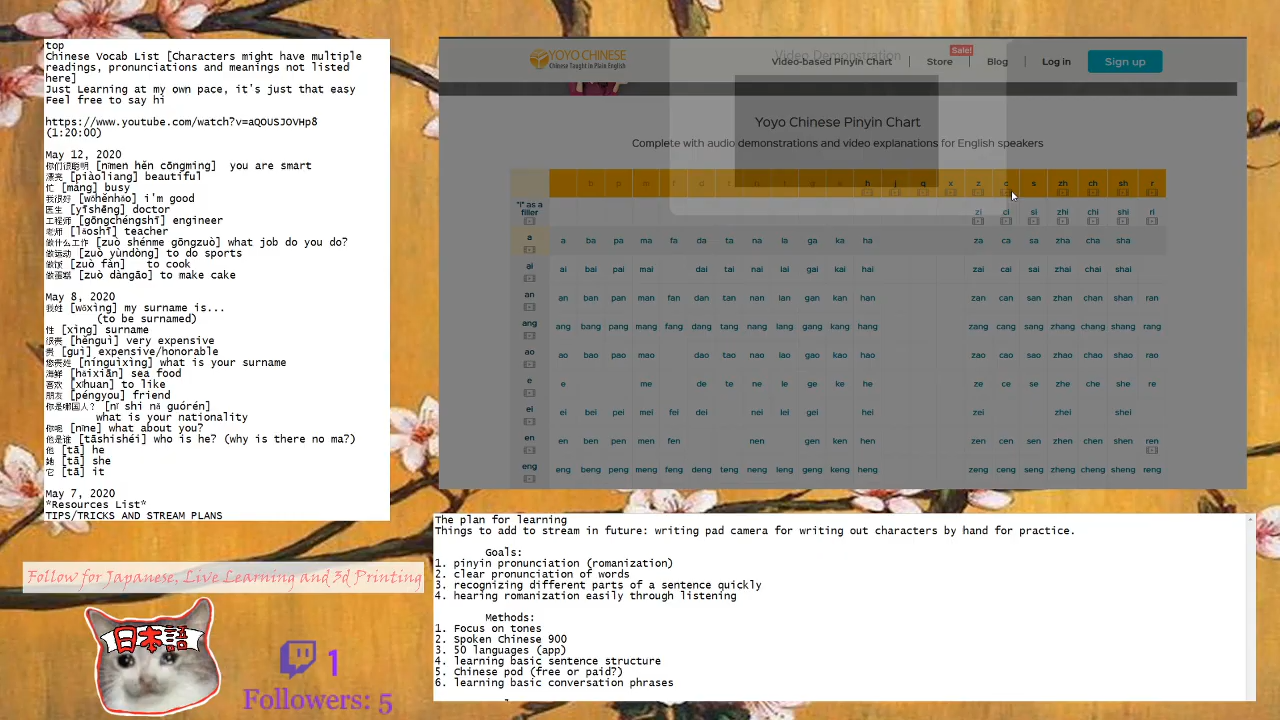 top
Chinese Vocab List [Characters might have multiple
readings, pronunciations and meanings not listed
here]
Just Learning at my own pace, it's just that easy
Feel free to say hi
https://www.youtube.com/watch?v=aQOUSJOVHp8
(1:20:00)
May 12, 2020
你们很聪明 [nǐmen hěn cōngmíng] you are smart
漂亮 [piàoliang] beautiful
忙 [máng] busy
我很好 [wǒhěnhǎo] i'm good
医生 [yīshēng] doctor
工程师 [gōngchéngshī] engineer
老师 [lǎoshī] teacher
做什么工作 [zuò shénme gōngzuò] what job do you do?
做运动 [zuò yùndòng] to do sports
做饭 [zuò fàn] to cook
做蛋糕 [zuò dàngāo] to make cake
May 8, 2020
我姓 [wǒxìng] my surname is...
(to be surnamed)
性 [xìng] surname
很贵 [hěnguì] very expensive
贵 [guì] expensive/honorable
您贵姓 [nínguìxìng] what is your surname
海鲜 [hǎixiān] sea food
喜欢 [xǐhuan] to like
朋友 [péngyou] friend
你是哪国人? [nǐ shì nǎ guórén]
what is your nationality
你呢 [nǐne] what about you?
他是谁 [tāshìshéi] who is he? (why is there no ma?)
他 [tā] he
她 [tā] she
它 [tā] it
May 7, 2020
*Resources List*
TIPS/TRICKS AND STREAM PLANS
YOYO CHINESE
Chinese Taught in Plain English
Video Demonstration
Video-based Pinyin Chart
Sale!
Store
Blog
Log in
Sign up
Yoyo Chinese Pinyin Chart
Complete with audio demonstrations and video explanations for English speakers
b p m f d t n l g k h j q x z c s zh ch sh r
"i" as a
filler
zi ci si zhi chi shi ri
a a ba pa ma fa da ta na la ga ka ha za ca sa zha cha sha
ai ai bai pai mai dai tai nai lai gai kai hai zai cai sai zhai chai shai
an an ban pan man fan dan tan nan lan gan kan han zan can san zhan chan shan ran
ang ang bang pang mang fang dang tang nang lang gang kang hang zang cang sang zhang chang shang rang
ao ao bao pao mao dao tao nao lao gao kao hao zao cao sao zhao chao shao rao
e e me de te ne le ge ke he ze ce se zhe che she re
ei ei bei pei mei fei dei nei lei gei hei zei zhei shei
en en ben pen men fen nen gen ken hen zen cen sen zhen chen shen ren
eng eng beng peng meng feng deng teng neng leng geng keng heng zeng ceng seng zheng cheng sheng reng
The plan for learning
Things to add to stream in future: writing pad camera for writing out characters by hand for practice.
Goals:
1. pinyin pronunciation (romanization)
2. clear pronunciation of words
3. recognizing different parts of a sentence quickly
4. hearing romanization easily through listening
Methods:
1. Focus on tones
2. Spoken Chinese 900
3. 50 languages (app)
4. learning basic sentence structure
5. Chinese pod (free or paid?)
6. learning basic conversation phrases
Follow for Japanese, Live Learning and 3d Printing
日本語
1
Followers: 5